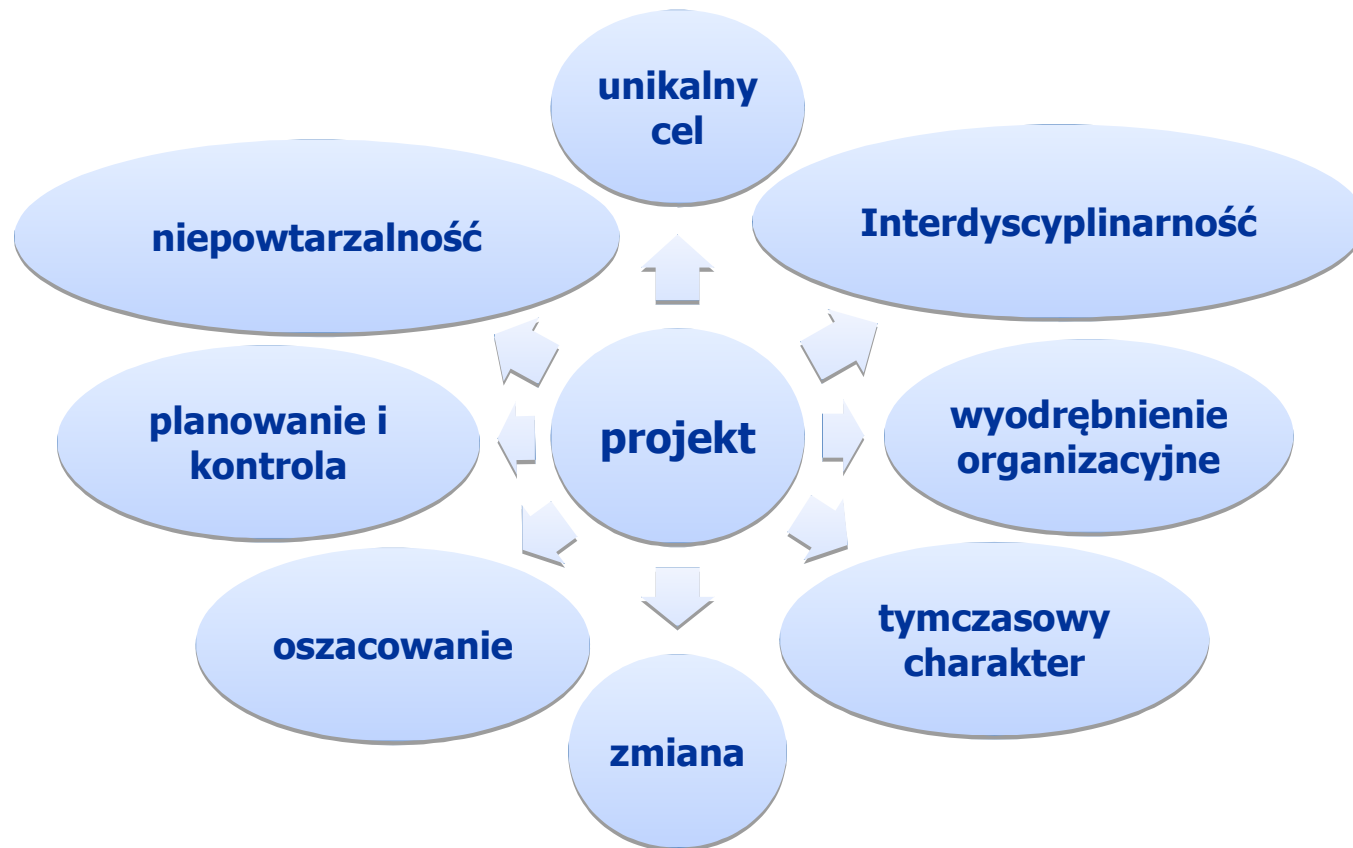 unikalny
cel
niepowtarzalność
Interdyscyplinarność
planowanie i
kontrola
projekt
wyodrębnienie
organizacyjne
oszacowanie
tymczasowy
charakter
zmiana